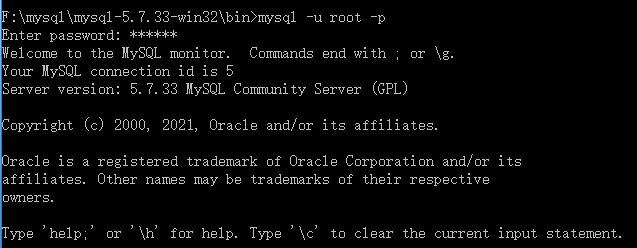 F:\mysql\mysql-5.7.33-win32\bin>mysql -u root -p
Enter password: ******
Welcome to the MySQL monitor.  Commands end with ; or \g.
Your MySQL connection id is 5
Server version: 5.7.33 MySQL Community Server (GPL)
Copyright (c) 2000, 2021, Oracle and/or its affiliates.
Oracle is a registered trademark of Oracle Corporation and/or its
affiliates. Other names may be trademarks of their respective
owners.
Type 'help;' or '\h' for help. Type '\c' to clear the current input statement.